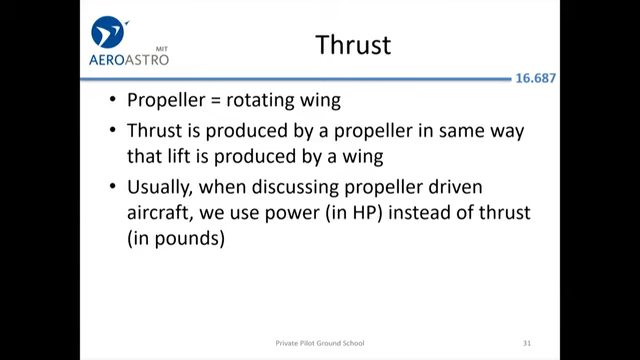 Thrust
MIT
AEROASTRO
16.687
• Propeller = rotating wing
• Thrust is produced by a propeller in same way
that lift is produced by a wing
• Usually, when discussing propeller driven
aircraft, we use power (in HP) instead of thrust
(in pounds)
Private Pilot Ground School
31